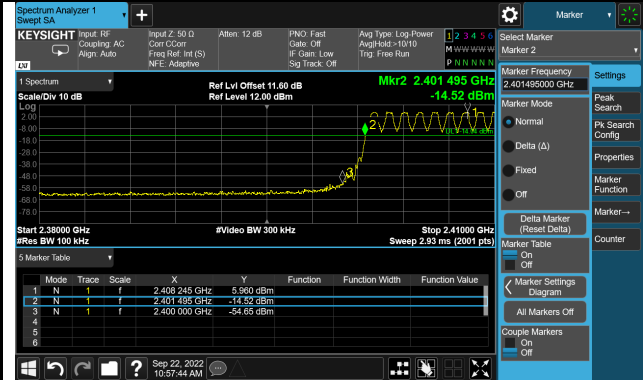 Spectrum Analyzer 1
Swept SA
KEYSIGHT
LXI
Input: RF
Coupling: AC
Align: Auto
Input Z: 50 Ω
Corr CCorr
Freq Ref: Int (S)
NFE: Adaptive
Atten: 12 dB
PNO: Fast
Gate: Off
IF Gain: Low
Sig Track: Off
Avg Type: Log-Power
Avg|Hold:>10/10
Trig: Free Run
1 2 3 4 5 6
M W W W W W
P N N N N N
1 Spectrum
Scale/Div 10 dB
Ref Lvl Offset 11.60 dB
Ref Level 12.00 dBm
Mkr2 2.401 495 GHz
-14.52 dBm
Log
2.00
-8.00
-18.0
-28.0
-38.0
-48.0
-58.0
-68.0
-78.0
1
2
3
Start 2.38000 GHz
#Res BW 100 kHz
#Video BW 300 kHz
Stop 2.41000 GHz
Sweep 2.93 ms (2001 pts)
5 Marker Table
Mode Trace Scale X Y Function Function Width Function Value
1 N 1 f 2.408 245 GHz 5.960 dBm
2 N 1 f 2.401 495 GHz -14.52 dBm
3 N 1 f 2.400 000 GHz -54.65 dBm
4
5
6
Sep 22, 2022
10:57:44 AM
Marker
Select Marker
Marker 2
Marker Frequency
2.401495000 GHz
Marker Mode
Normal
Delta (Δ)
Fixed
Off
Delta Marker
(Reset Delta)
Marker Table
On
Off
Marker Settings
Diagram
All Markers Off
Couple Markers
On
Off
Settings
Peak
Search
Pk Search
Config
Properties
Marker
Function
Marker→
Counter